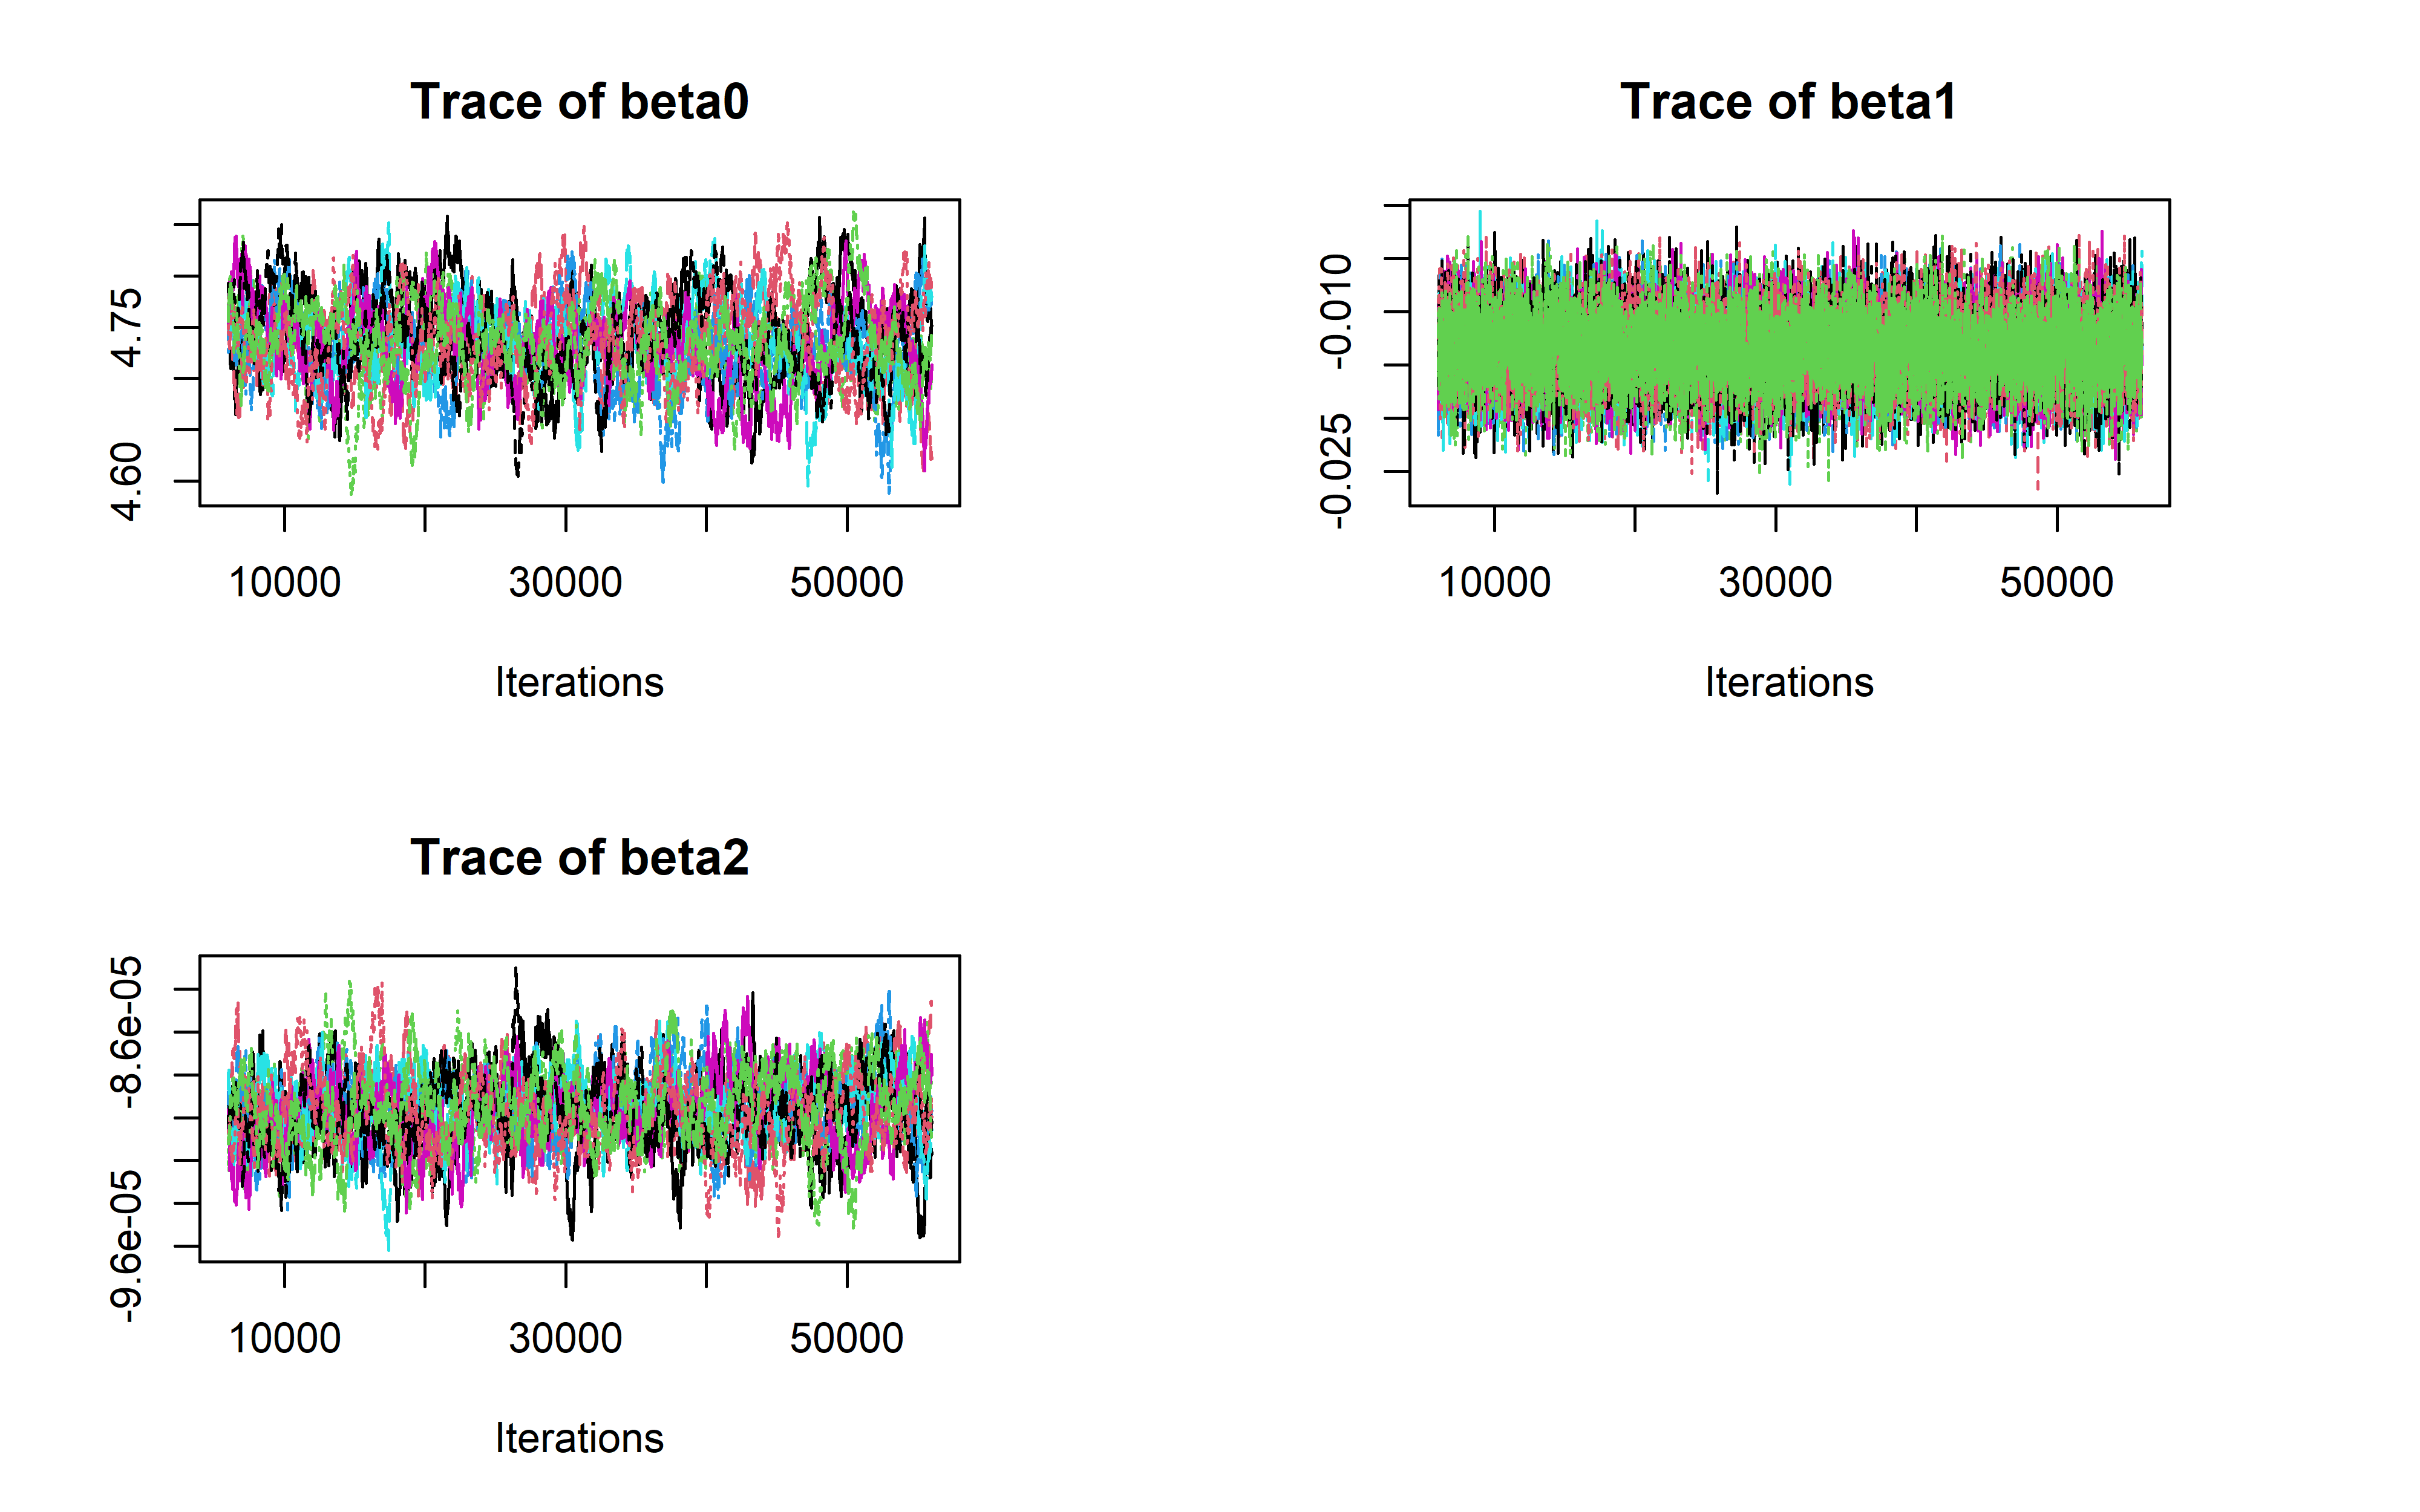 Trace of beta0
4.75
4.60
10000 30000 50000
Iterations
Trace of beta1
-0.010
-0.025
10000 30000 50000
Iterations
Trace of beta2
-8.6e-05
-9.6e-05
10000 30000 50000
Iterations